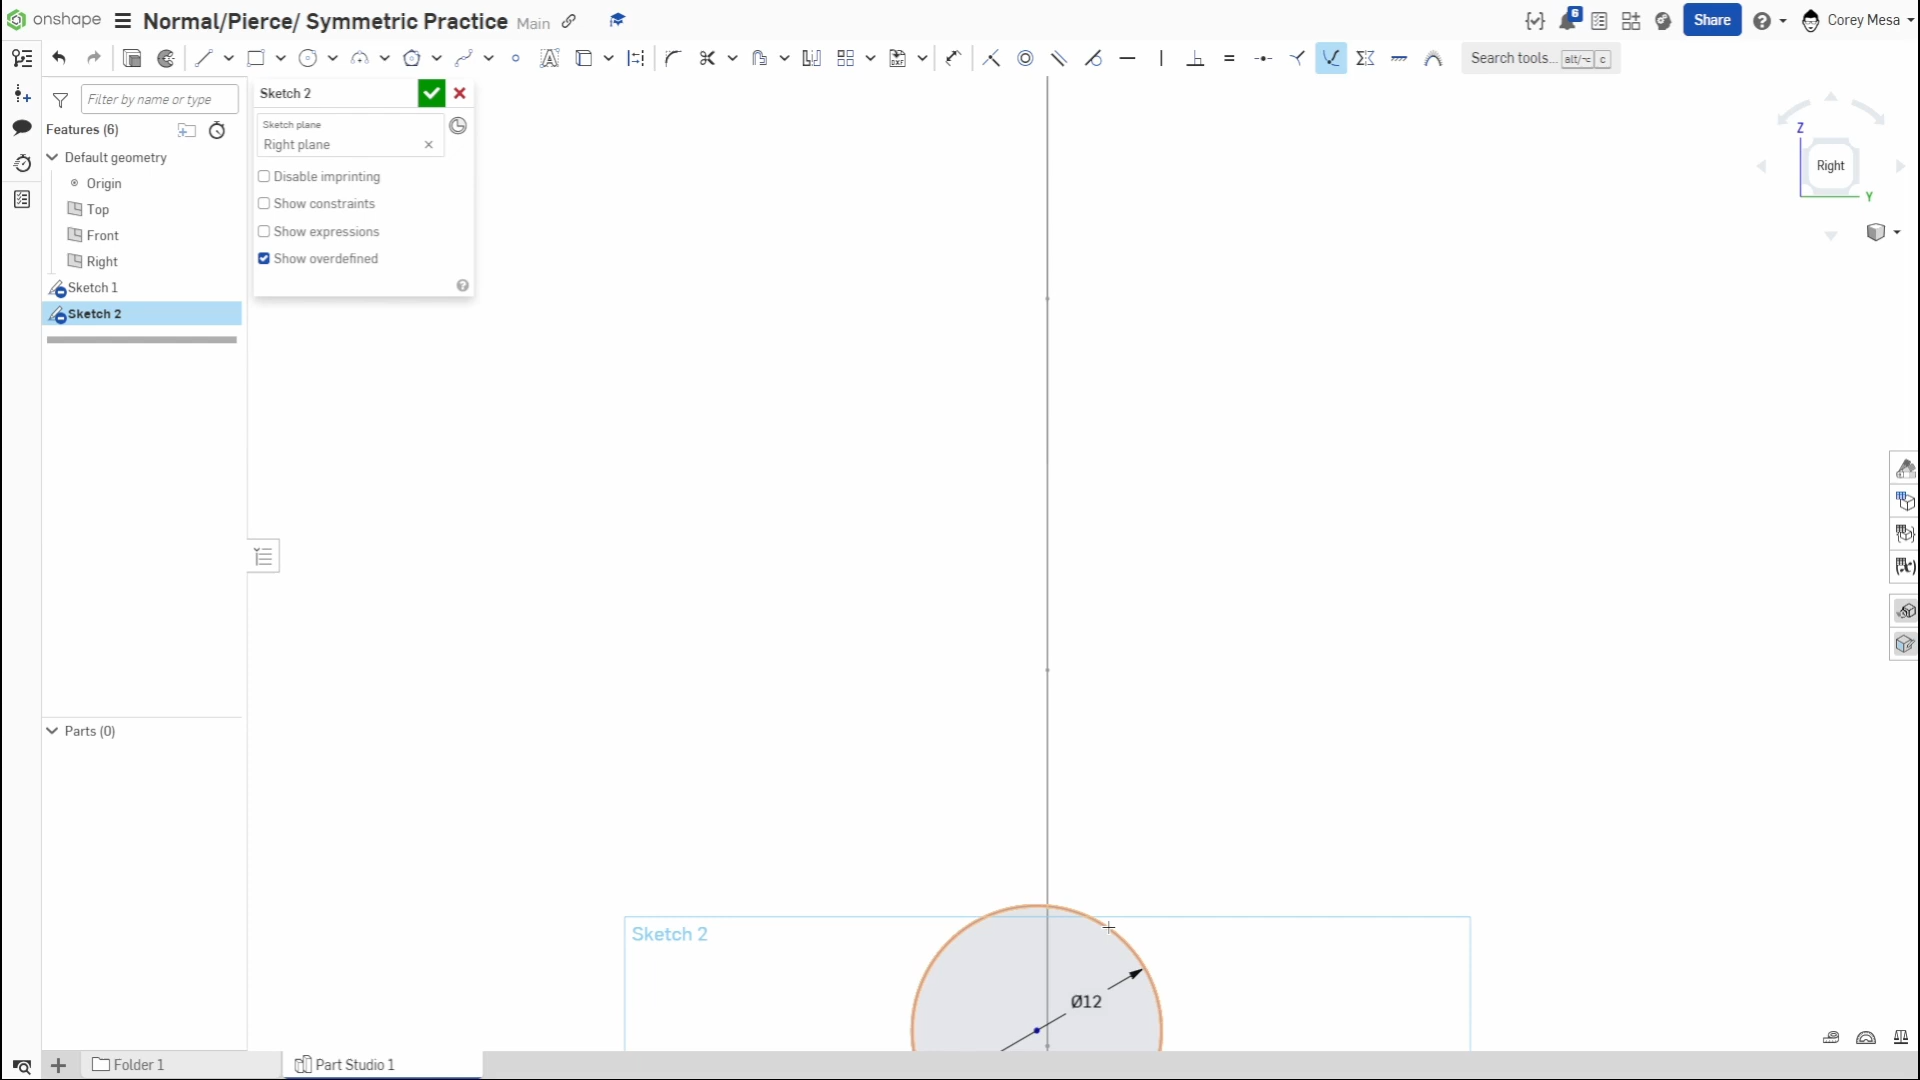 onshape Normal/Pierce/ Symmetric Practice Main 6 Share Corey Mesa
Search tools... alt/⌥ c
Filter by name or type
Features (6)
Default geometry
Origin
Top
Front
Right
Sketch 1
Sketch 2
Parts (0)
Sketch 2
Sketch plane
Right plane
Disable imprinting
Show constraints
Show expressions
Show overdefined
Z
Right
Y
Sketch 2
Ø12
Folder 1
Part Studio 1